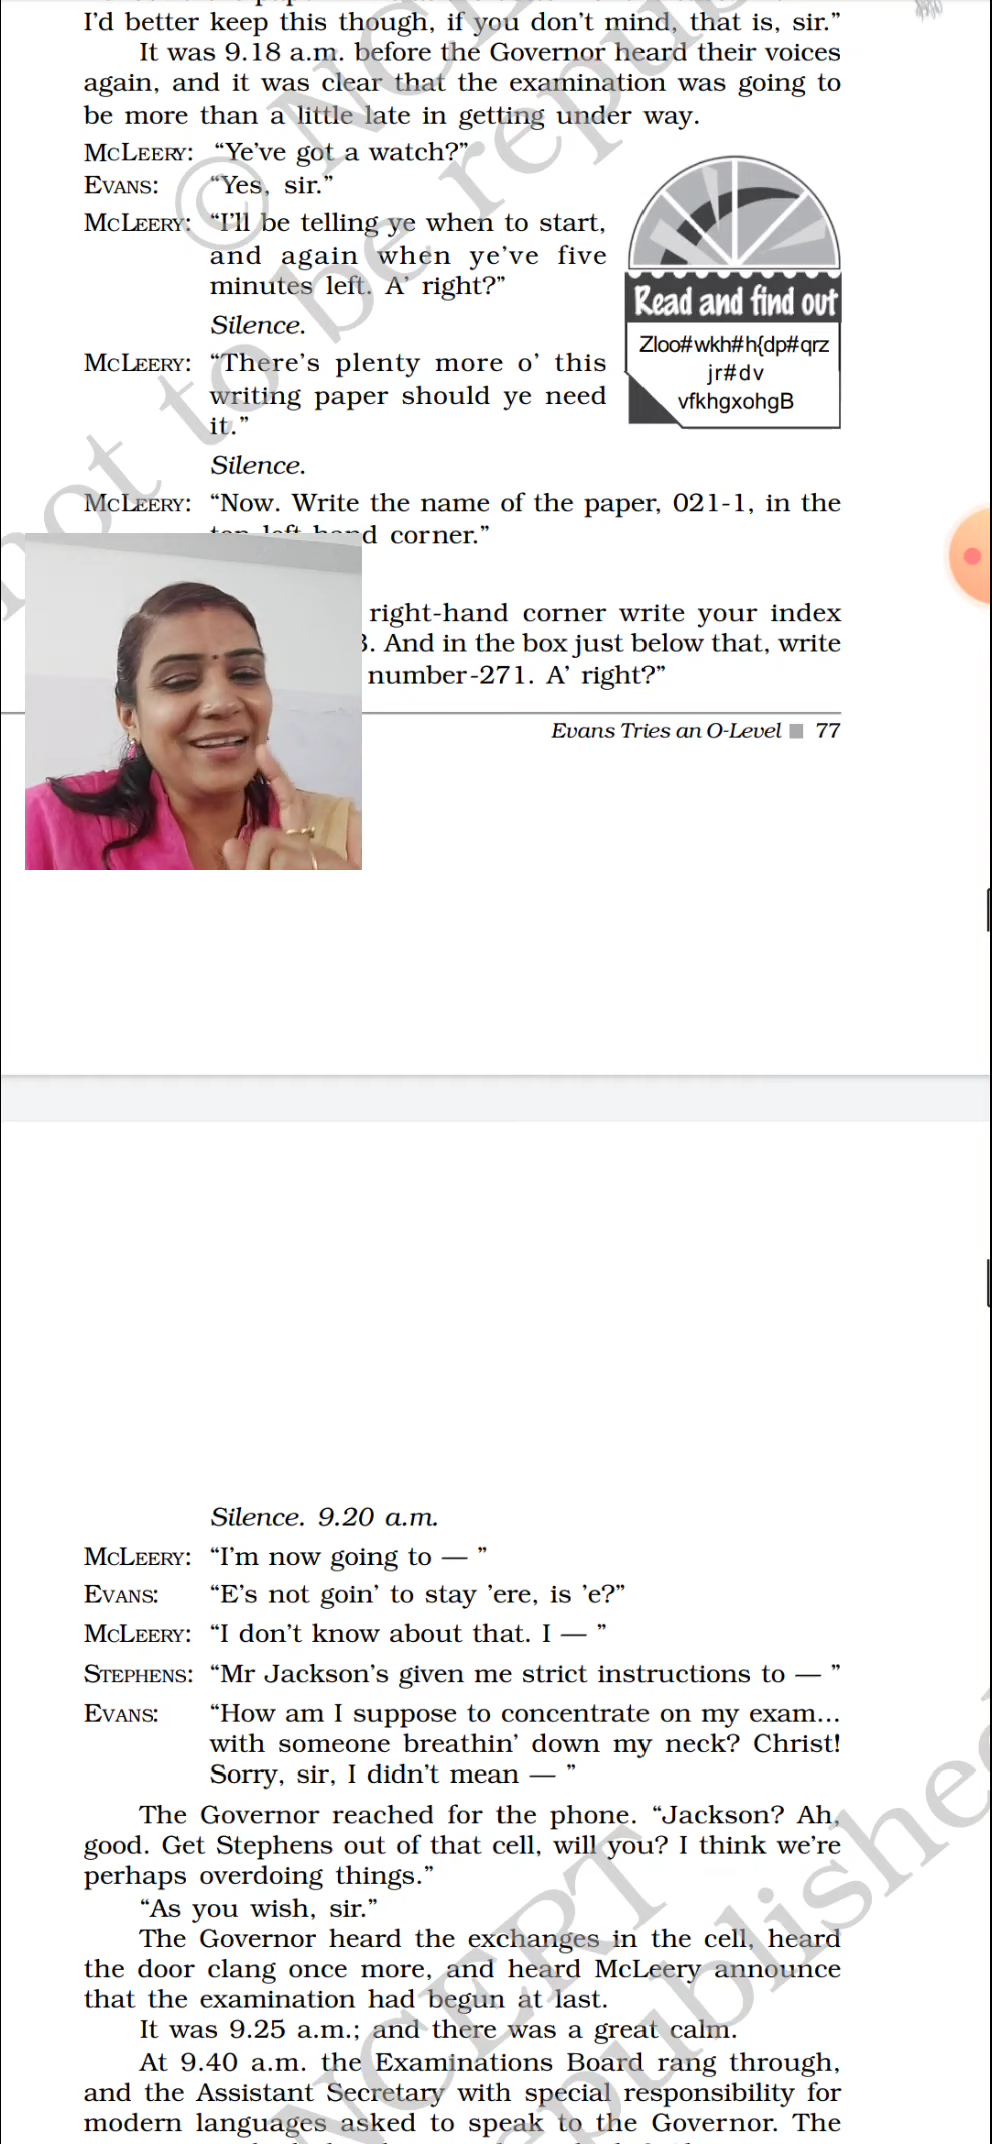 I'd better keep this though, if you don't mind, that is, sir.”
It was 9.18 a.m. before the Governor heard their voices
again, and it was clear that the examination was going to
be more than a little late in getting under way.
MCLEERY: “Ye've got a watch?”
EVANS: “Yes, sir.”
MCLEERY: “I'll be telling ye when to start,
and again when ye've five
minutes left. A' right?”
Silence.
MCLEERY: “There's plenty more o' this
writing paper should ye need
it.”
Silence.
Read and find out
Zloo#wkh#h{dp#qrz
jr#dv
vfkhgxohgB
MCLEERY: “Now. Write the name of the paper, 021-1, in the
corner.”
right-hand corner write your index
And in the box just below that, write
number-271. A' right?”
Evans Tries an O-Level ■ 77
Silence. 9.20 a.m.
MCLEERY: “I'm now going to — ”
EVANS: “E's not goin' to stay 'ere, is 'e?”
MCLEERY: “I don't know about that. I — ”
STEPHENS: “Mr Jackson's given me strict instructions to — ”
EVANS: “How am I suppose to concentrate on my exam...
with someone breathin' down my neck? Christ!
Sorry, sir, I didn't mean — ”
The Governor reached for the phone. “Jackson? Ah,
good. Get Stephens out of that cell, will you? I think we're
perhaps overdoing things.”
“As you wish, sir.”
The Governor heard the exchanges in the cell, heard
the door clang once more, and heard McLeery announce
that the examination had begun at last.
It was 9.25 a.m.; and there was a great calm.
At 9.40 a.m. the Examinations Board rang through,
and the Assistant Secretary with special responsibility for
modern languages asked to speak to the Governor. The
© NCE
not to be repu
NCERT
republished